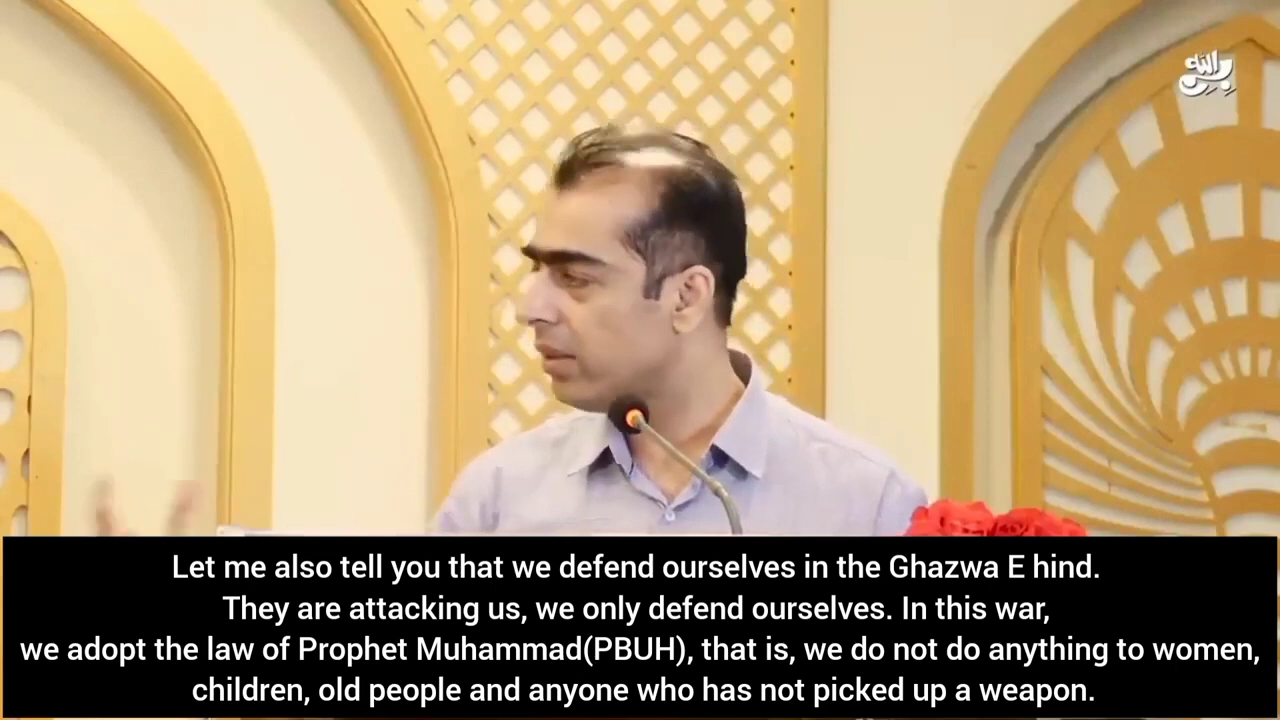 بسم الله
Let me also tell you that we defend ourselves in the Ghazwa E hind.
They are attacking us, we only defend ourselves. In this war,
we adopt the law of Prophet Muhammad(PBUH), that is, we do not do anything to women,
children, old people and anyone who has not picked up a weapon.